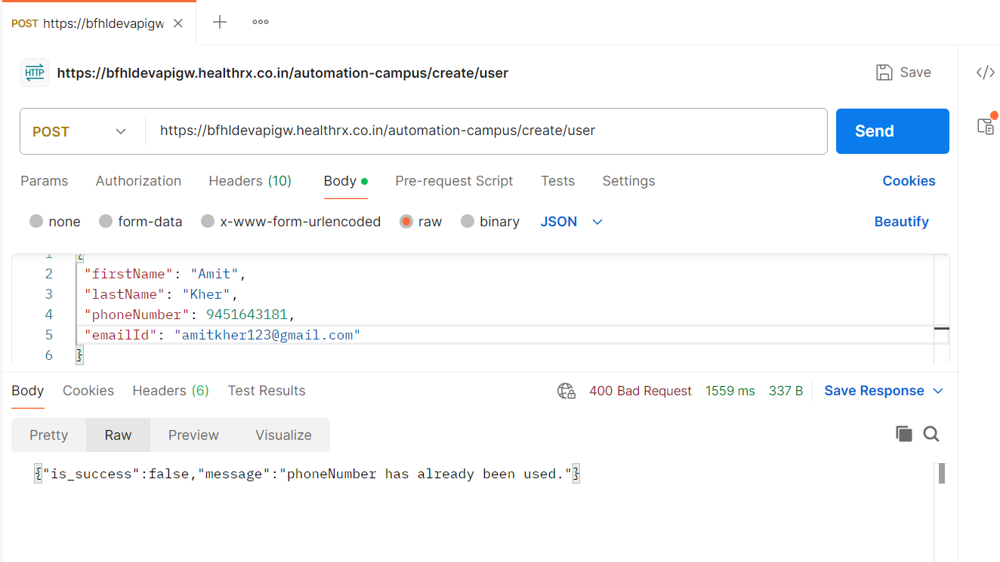 POST https://bfhldevapigw
HTTP https://bfhldevapigw.healthrx.co.in/automation-campus/create/user Save </>
POST https://bfhldevapigw.healthrx.co.in/automation-campus/create/user Send
Params Authorization Headers (10) Body Pre-request Script Tests Settings Cookies
none form-data x-www-form-urlencoded raw binary JSON Beautify
1 {
2 "firstName": "Amit",
3 "lastName": "Kher",
4 "phoneNumber": 9451643181,
5 "emailId": "amitkher123@gmail.com"
6 }
Body Cookies Headers (6) Test Results 400 Bad Request 1559 ms 337 B Save Response
Pretty Raw Preview Visualize
{"is_success":false,"message":"phoneNumber has already been used."}